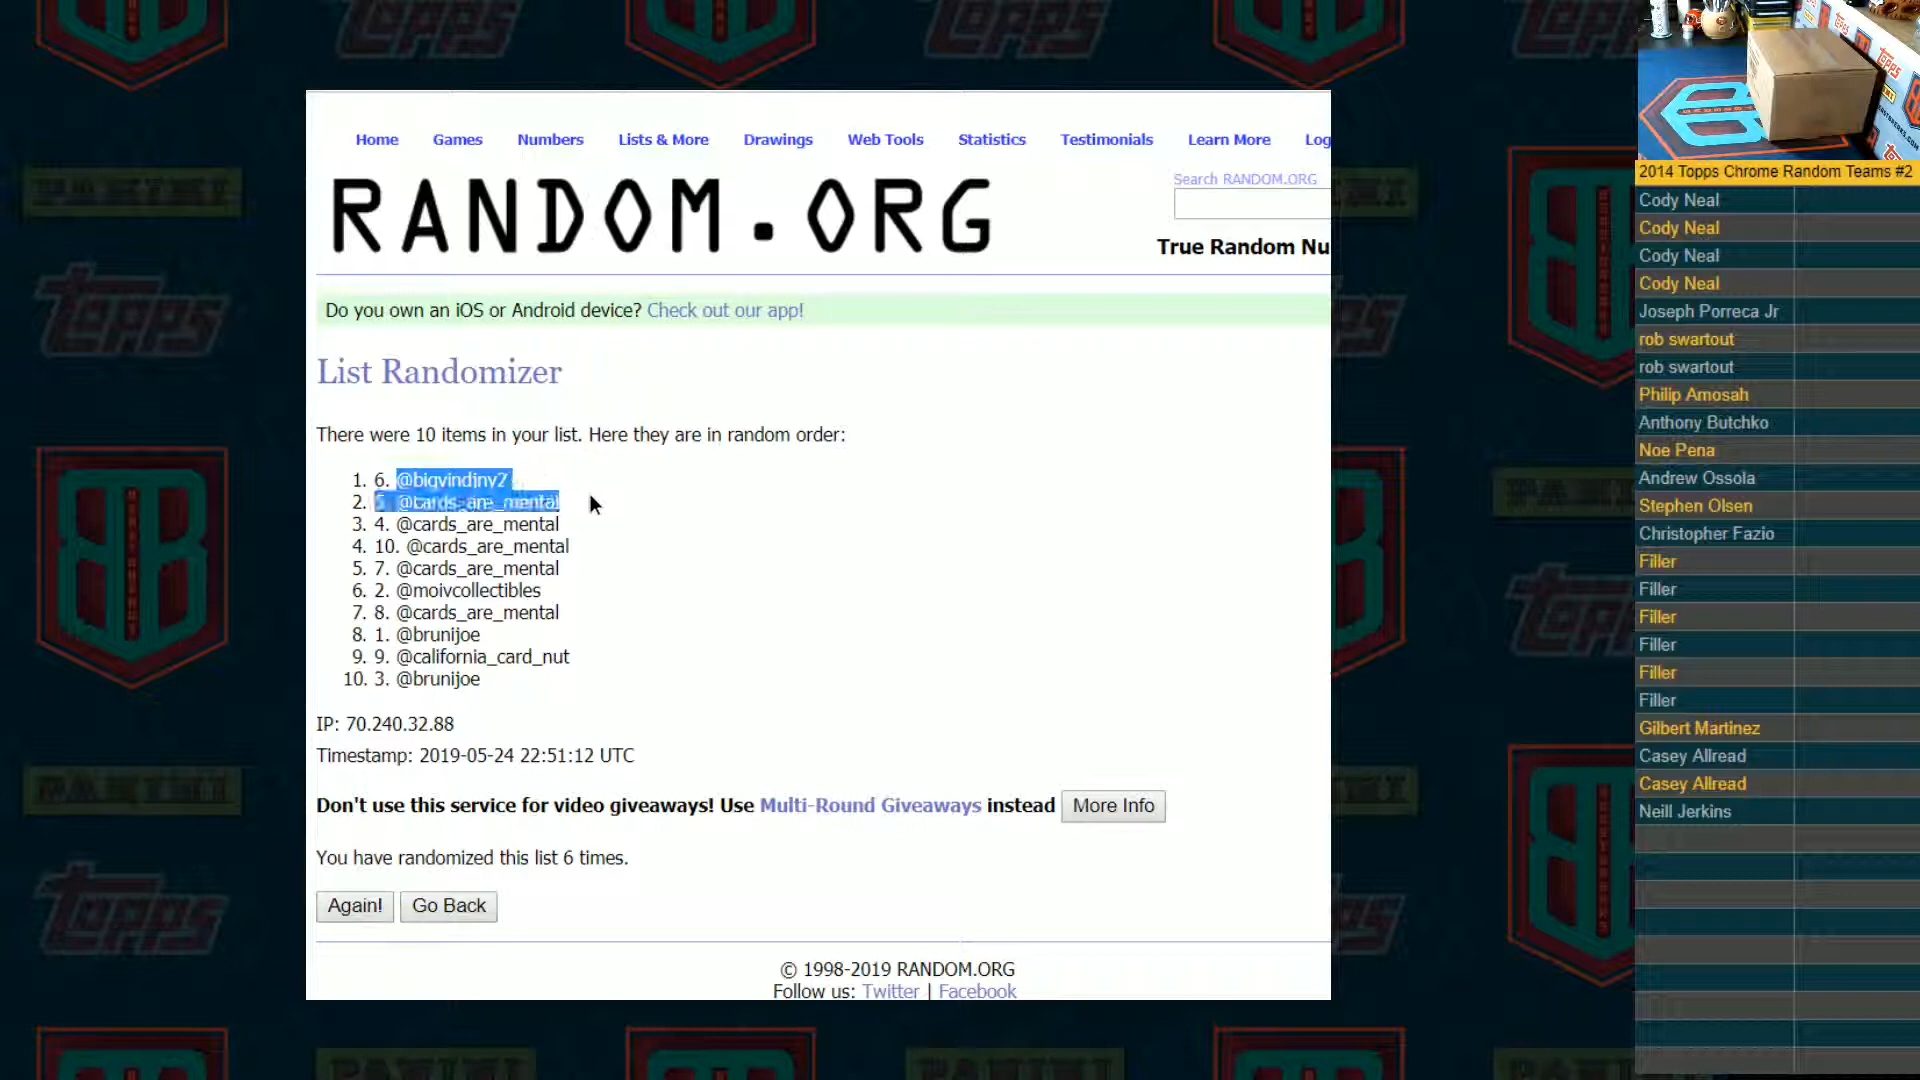 Home Games Numbers Lists & More Drawings Web Tools Statistics Testimonials Learn More Log
RANDOM.ORG
Search RANDOM.ORG
True Random Nu
Do you own an iOS or Android device? Check out our app!
List Randomizer
There were 10 items in your list. Here they are in random order:
1. 6. @bigvindjny2
2. 5. @cards_are_mental
3. 4. @cards_are_mental
4. 10. @cards_are_mental
5. 7. @cards_are_mental
6. 2. @moivcollectibles
7. 8. @cards_are_mental
8. 1. @brunijoe
9. 9. @california_card_nut
10. 3. @brunijoe
IP: 70.240.32.88
Timestamp: 2019-05-24 22:51:12 UTC
Don't use this service for video giveaways! Use Multi-Round Giveaways instead More Info
You have randomized this list 6 times.
Again! Go Back
© 1998-2019 RANDOM.ORG
Follow us: Twitter | Facebook
2014 Topps Chrome Random Teams #2
Cody Neal
Cody Neal
Cody Neal
Cody Neal
Joseph Porreca Jr
rob swartout
rob swartout
Philip Amosah
Anthony Butchko
Noe Pena
Andrew Ossola
Stephen Olsen
Christopher Fazio
Filler
Filler
Filler
Filler
Filler
Filler
Gilbert Martinez
Casey Allread
Casey Allread
Neill Jerkins
TOPPS
PANINI